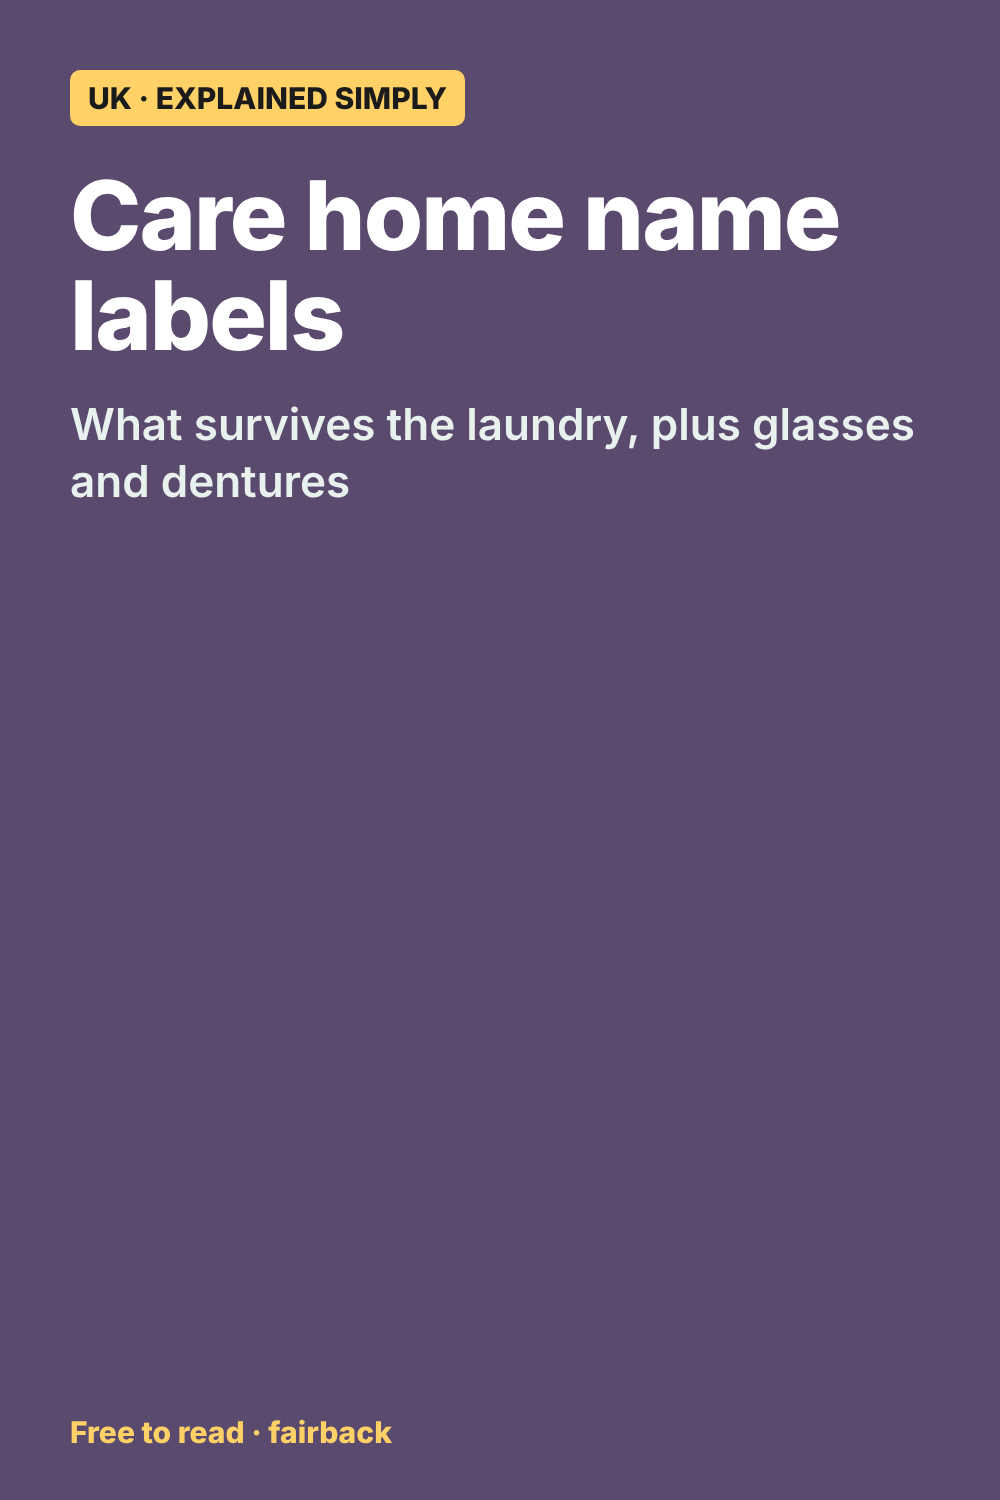 UK · EXPLAINED SIMPLY
Care home name
labels
What survives the laundry, plus glasses
and dentures
Free to read · fairback